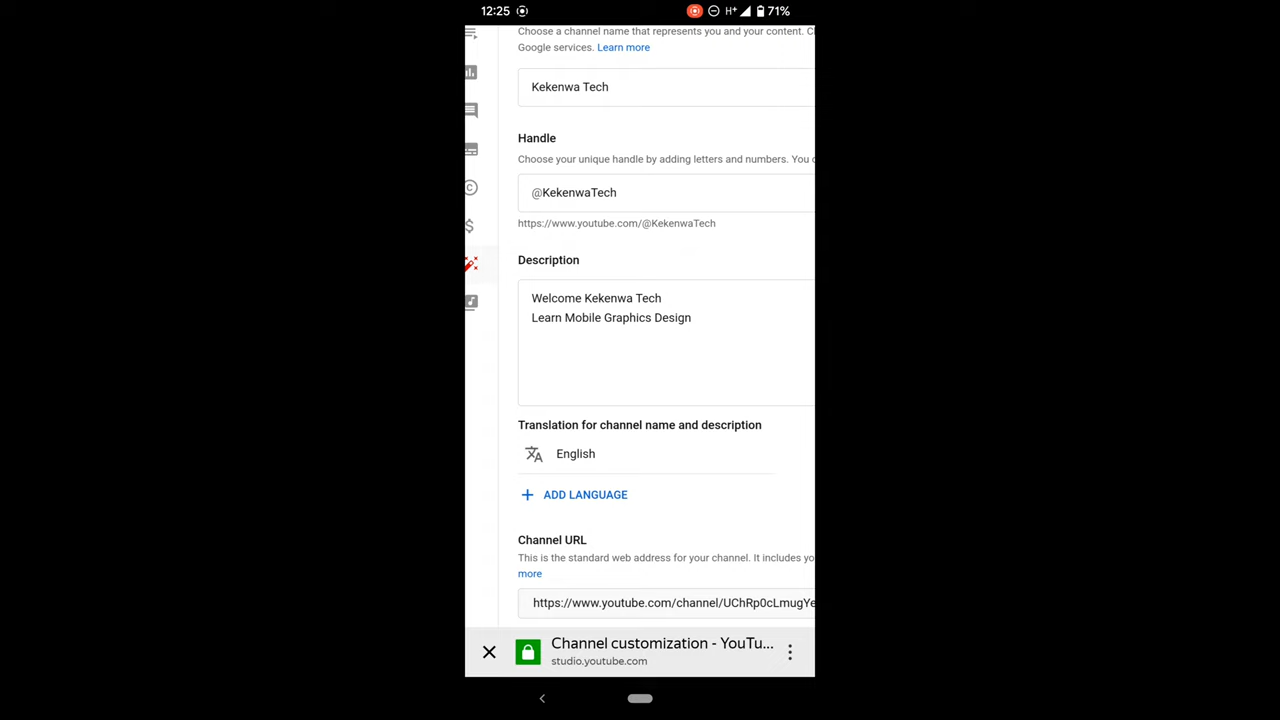 12:25 H+ 71%
Choose a channel name that represents you and your content.
Google services. Learn more
Kekenwa Tech
Handle
Choose your unique handle by adding letters and numbers. You
@KekenwaTech
https://www.youtube.com/@KekenwaTech
Description
Welcome Kekenwa Tech
Learn Mobile Graphics Design
Translation for channel name and description
English
+ ADD LANGUAGE
Channel URL
This is the standard web address for your channel. It includes yo
more
https://www.youtube.com/channel/UChRp0cLmugYe
Channel customization - YouTu...
studio.youtube.com